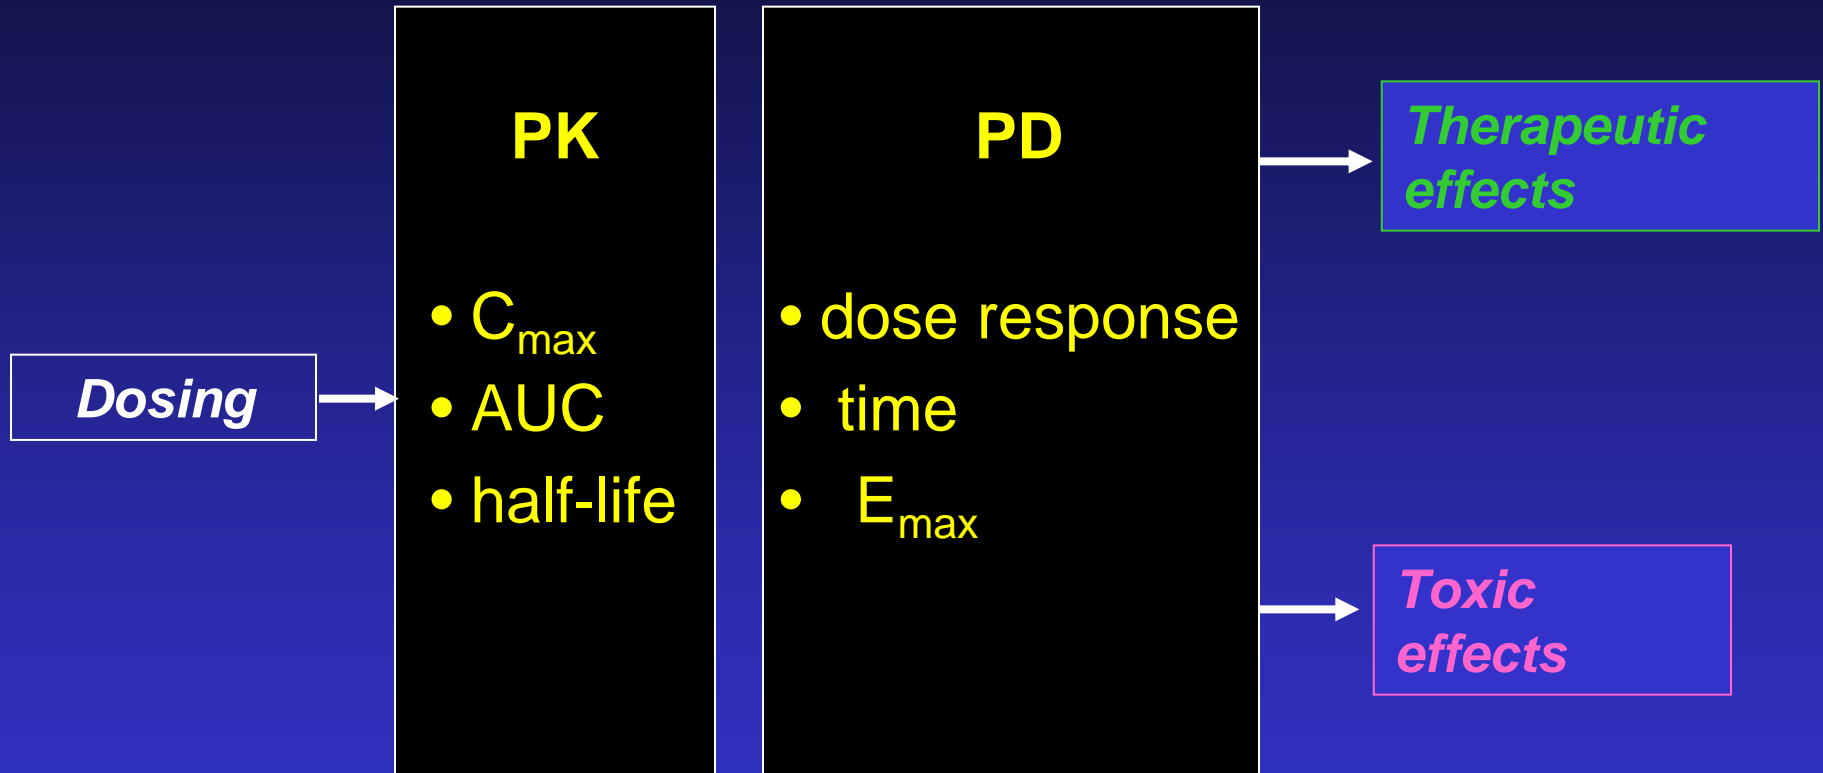 Dosing
PK
• Cmax
• AUC
• half-life
PD
• dose response
• time
• Emax
Therapeutic
effects
Toxic
effects